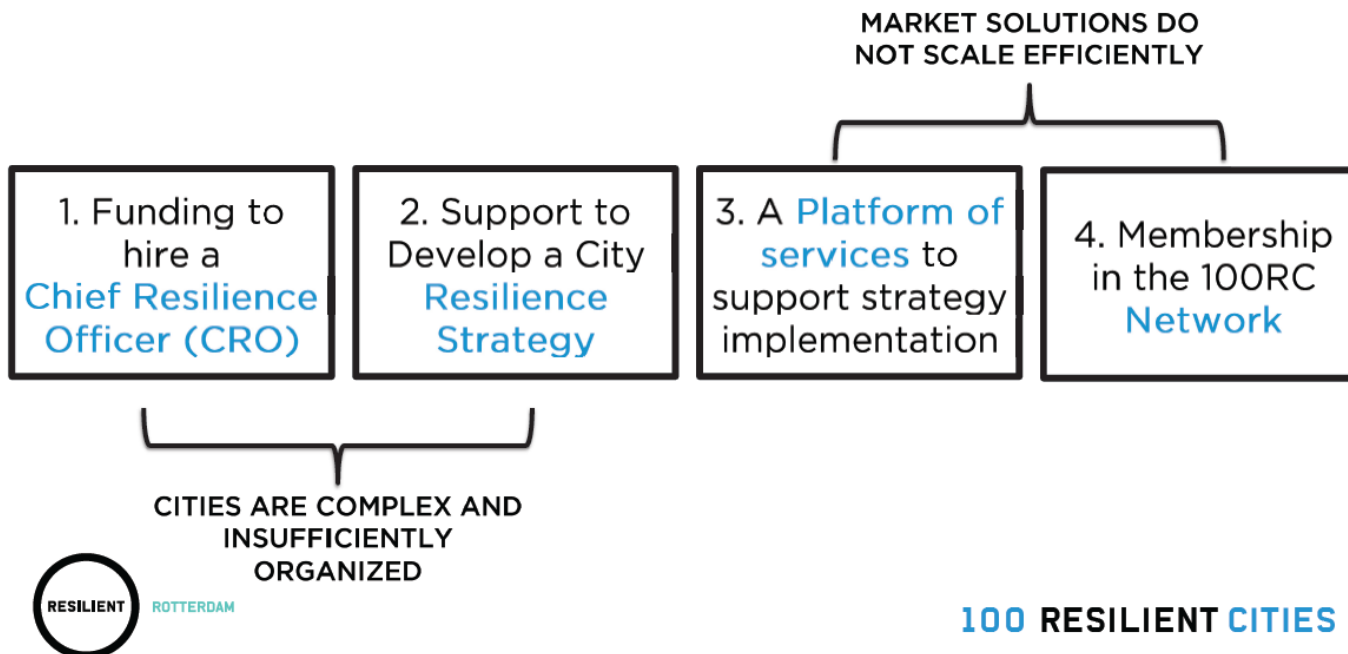 MARKET SOLUTIONS DO
NOT SCALE EFFICIENTLY
1. Funding to
hire a
Chief Resilience
Officer (CRO)
2. Support to
Develop a City
Resilience
Strategy
3. A Platform of
services to
support strategy
implementation
4. Membership
in the 100RC
Network
CITIES ARE COMPLEX AND
INSUFFICIENTLY
ORGANIZED
RESILIENT ROTTERDAM
100 RESILIENT CITIES